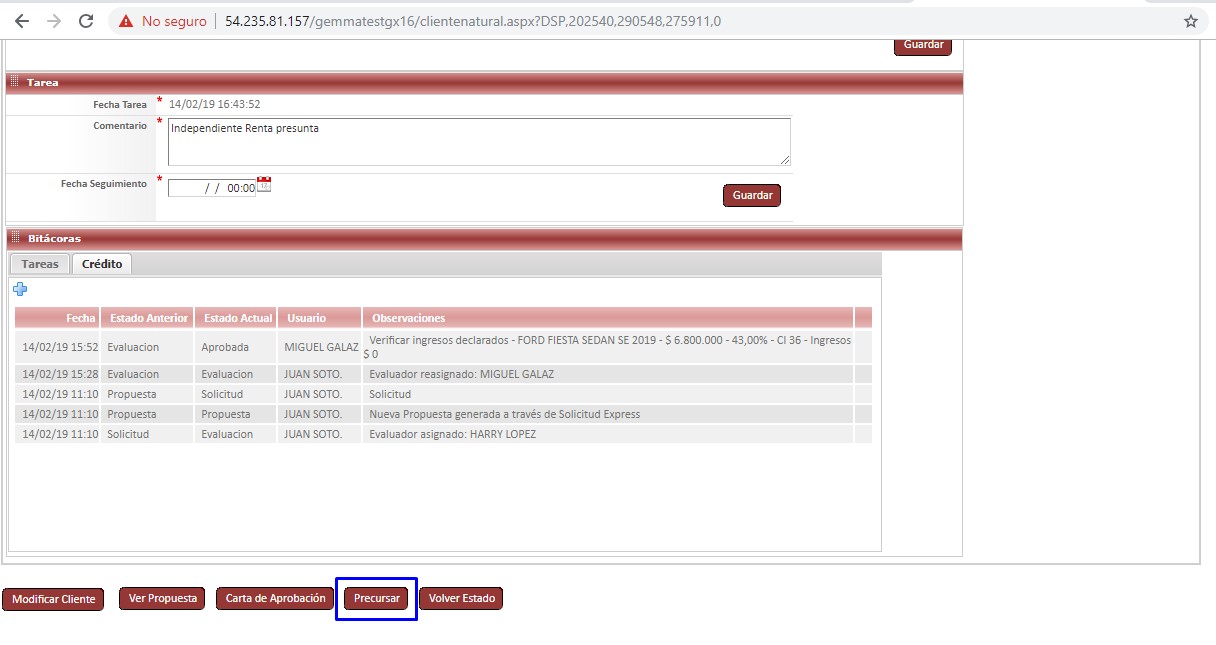 No seguro | 54.235.81.157/gemmatestgx16/clientenatural.aspx?DSP,202540,290548,275911,0
Guardar
Tarea
Fecha Tarea * 14/02/19 16:43:52
Comentario * Independiente Renta presunta
Fecha Seguimiento * / / 00:00
Guardar
Bitácoras
Tareas Crédito
Fecha Estado Anterior Estado Actual Usuario Observaciones
14/02/19 15:52 Evaluacion Aprobada MIGUEL GALAZ Verificar ingresos declarados - FORD FIESTA SEDAN SE 2019 - $ 6.800.000 - 43,00% - CI 36 - Ingresos
$ 0
14/02/19 15:28 Evaluacion Evaluacion JUAN SOTO. Evaluador reasignado: MIGUEL GALAZ
14/02/19 11:10 Propuesta Solicitud JUAN SOTO. Solicitud
14/02/19 11:10 Propuesta Propuesta JUAN SOTO. Nueva Propuesta generada a través de Solicitud Express
14/02/19 11:10 Solicitud Evaluacion JUAN SOTO. Evaluador asignado: HARRY LOPEZ
Modificar Cliente Ver Propuesta Carta de Aprobación Precursar Volver Estado